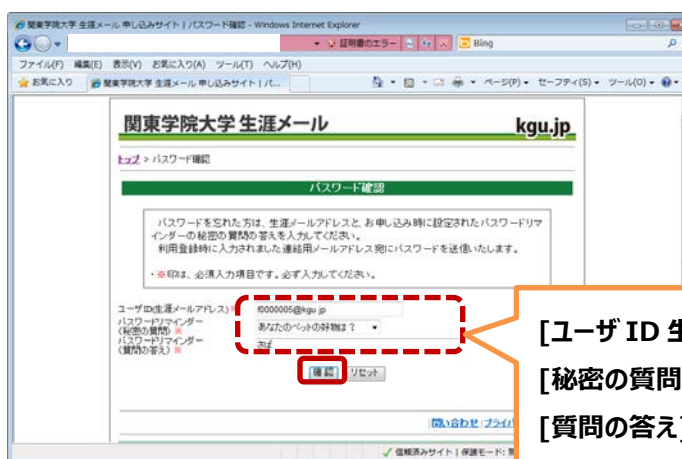 関東学院大学 生涯メール 申し込みサイト | パスワード確認 - Windows Internet Explorer
証明書のエラー
Bing
ファイル(F) 編集(E) 表示(V) お気に入り(A) ツール(T) ヘルプ(H)
お気に入り
関東学院大学 生涯メール 申し込みサイト | パ...
ページ(P) セーフティ(S) ツール(O)
関東学院大学 生涯メール
kgu.jp
トップ > パスワード確認
パスワード確認
パスワードを忘れた方は、生涯メールアドレスと、お申し込み時に設定されたパスワードリマ
インダーの秘密の質問の答えを入力してください。
利用登録時に入力されました連絡用メールアドレス宛にパスワードを送信いたします。
・※印は、必須入力項目です。必ず入力してください。
ユーザID(生涯メールアドレス)※
f0000005@kgu.jp
パスワードリマインダー
(秘密の質問) ※
あなたのペットの好物は?
パスワードリマインダー
(質問の答え) ※
さば
確認 リセット
[ユーザ ID 生
[秘密の質問
[質問の答え]
問い合わせ | プライバ
信頼済みサイト | 保護モード: 無